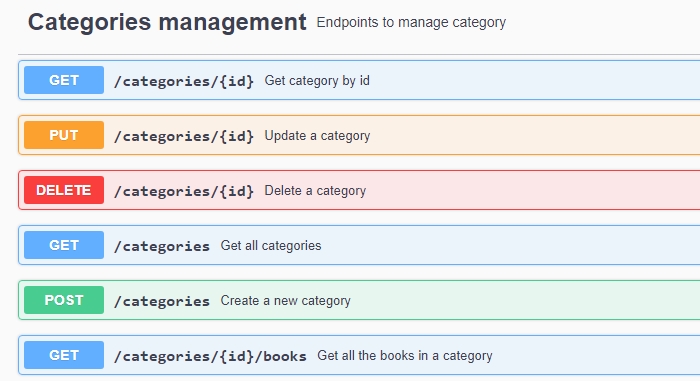 Categories management Endpoints to manage category
GET /categories/{id} Get category by id
PUT /categories/{id} Update a category
DELETE /categories/{id} Delete a category
GET /categories Get all categories
POST /categories Create a new category
GET /categories/{id}/books Get all the books in a category